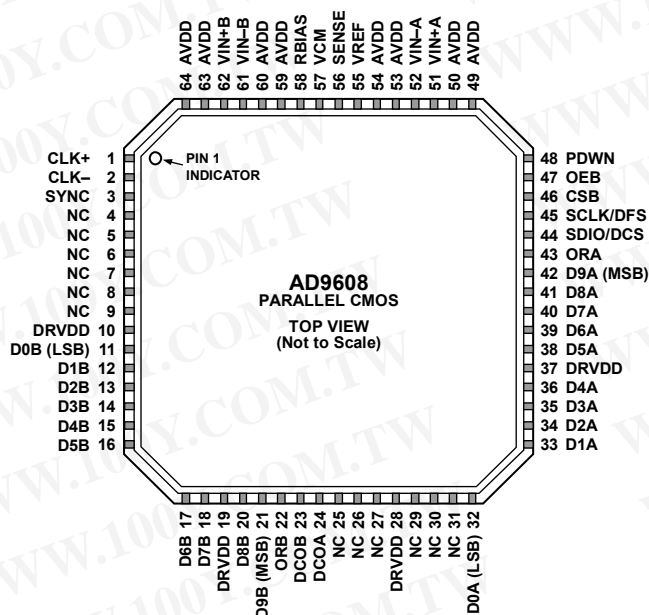 64 AVDD
63 AVDD
62 VIN+B
61 VIN–B
60 AVDD
59 AVDD
58 RBIAS
57 VCM
56 SENSE
55 VREF
54 AVDD
53 AVDD
52 VIN–A
51 VIN+A
50 AVDD
49 AVDD
CLK+ 1
CLK– 2
SYNC 3
NC 4
NC 5
NC 6
NC 7
NC 8
NC 9
DRVDD 10
D0B (LSB) 11
D1B 12
D2B 13
D3B 14
D4B 15
D5B 16
PIN 1
INDICATOR
AD9608
PARALLEL CMOS
TOP VIEW
(Not to Scale)
48 PDWN
47 OEB
46 CSB
45 SCLK/DFS
44 SDIO/DCS
43 ORA
42 D9A (MSB)
41 D8A
40 D7A
39 D6A
38 D5A
37 DRVDD
36 D4A
35 D3A
34 D2A
33 D1A
D6B 17
D7B 18
DRVDD 19
D8B 20
D9B (MSB) 21
ORB 22
DCOB 23
DCOA 24
NC 25
NC 26
NC 27
DRVDD 28
NC 29
NC 30
NC 31
D0A (LSB) 32
WWW.100Y.COM.TW